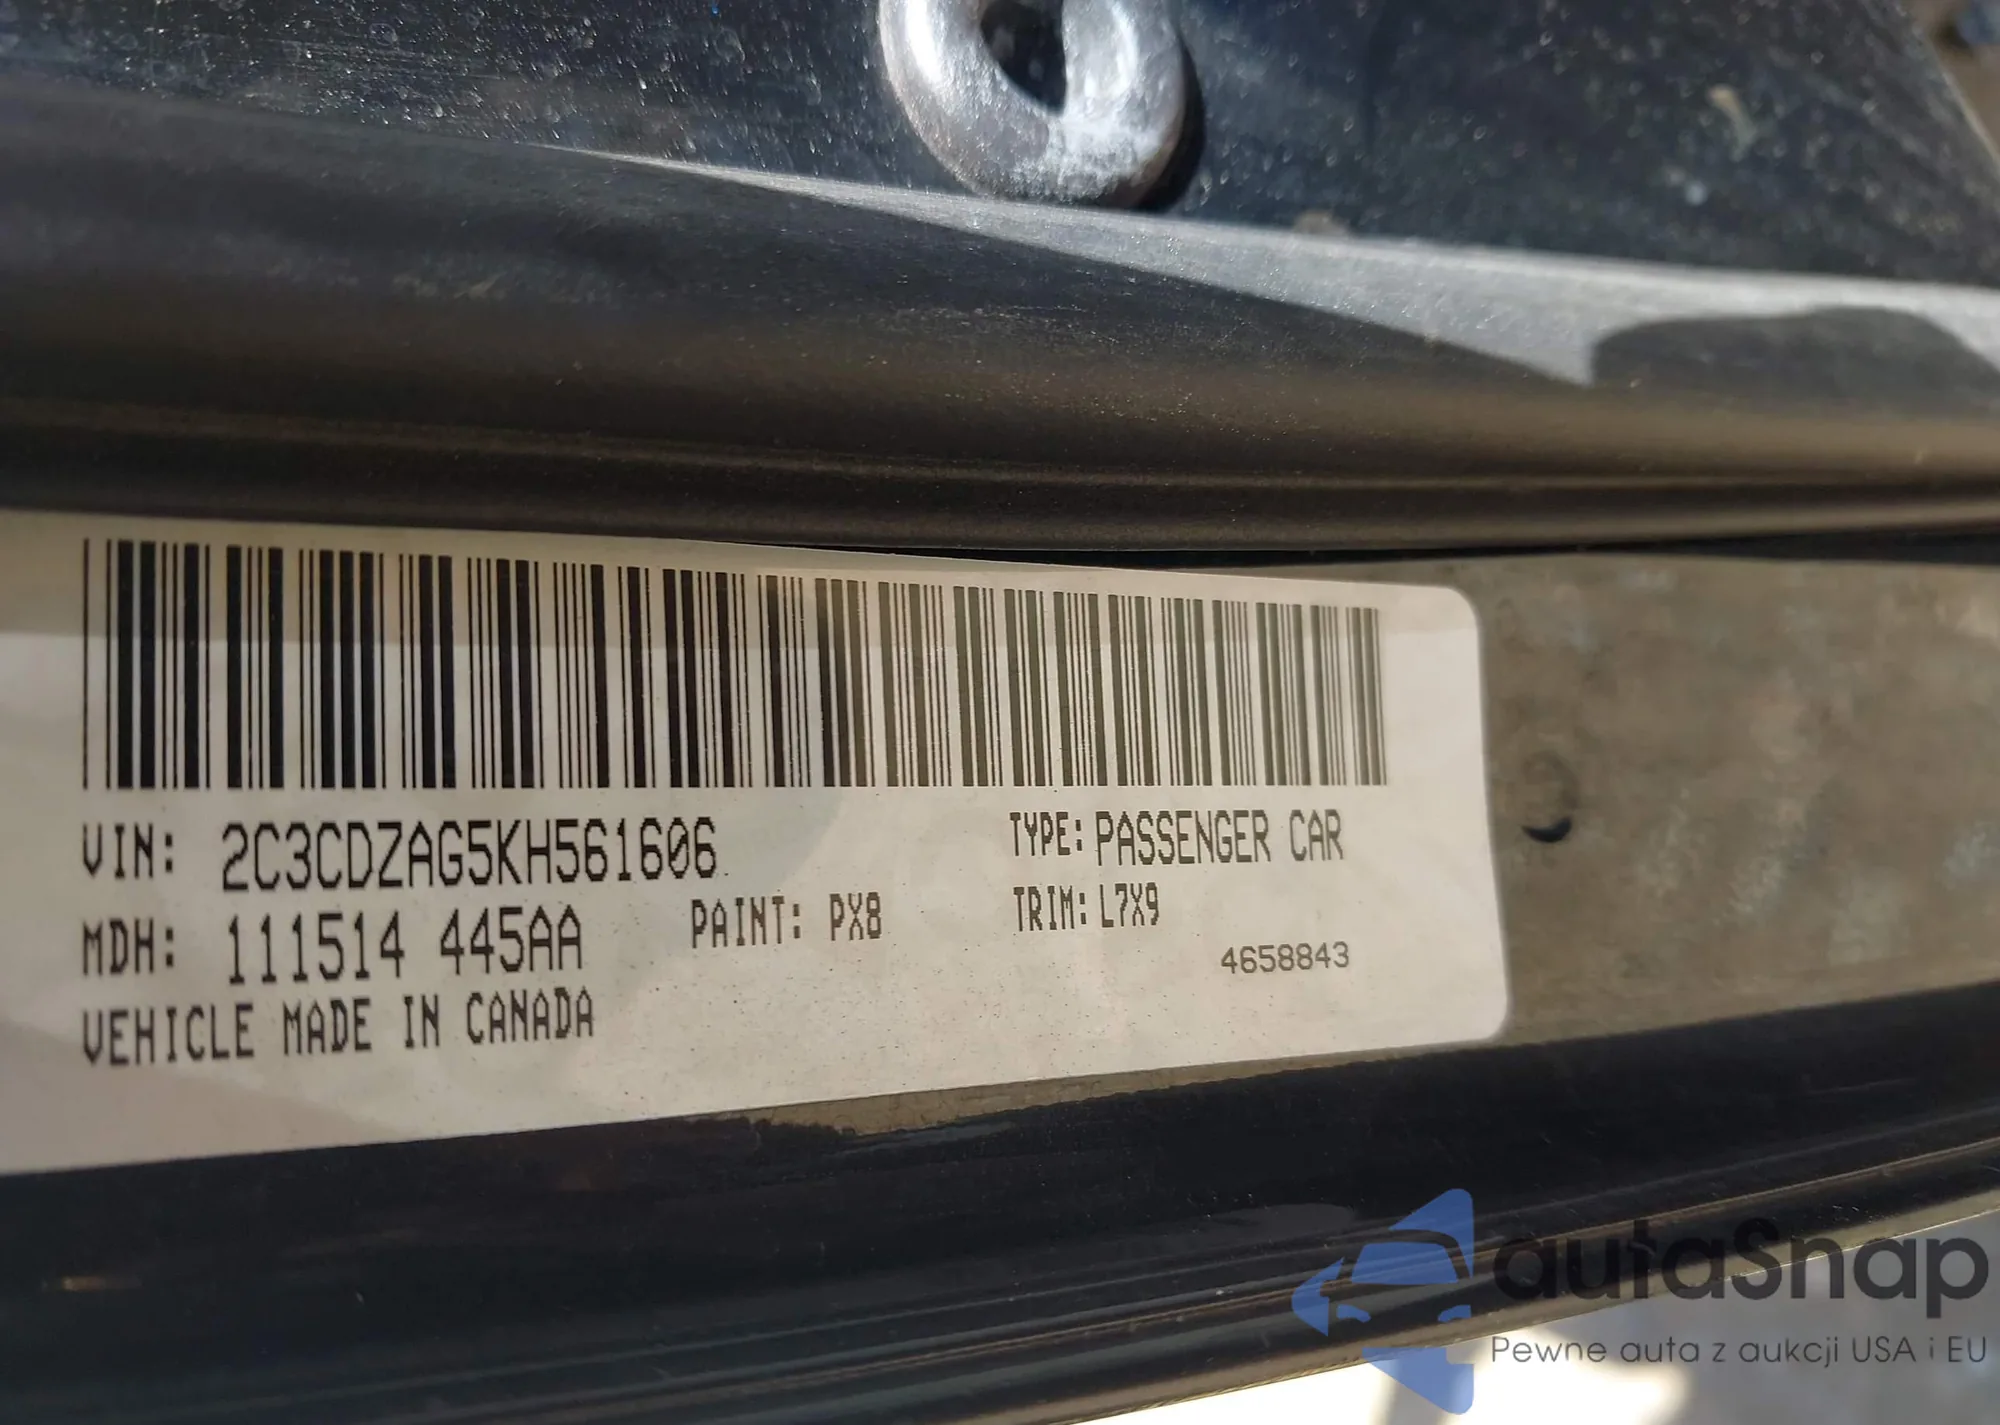 VIN: 2C3CDZAG5KH561606 TYPE: PASSENGER CAR
MDH: 111514 445AA PAINT: PX8 TRIM: L7X9
4658843
VEHICLE MADE IN CANADA
autaSnap
Pewne auta z aukcji USA i EU